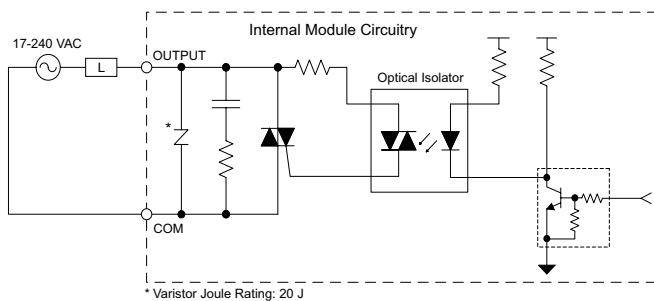 Internal Module Circuitry
17-240 VAC
L
OUTPUT
Optical Isolator
*
COM
* Varistor Joule Rating: 20 J